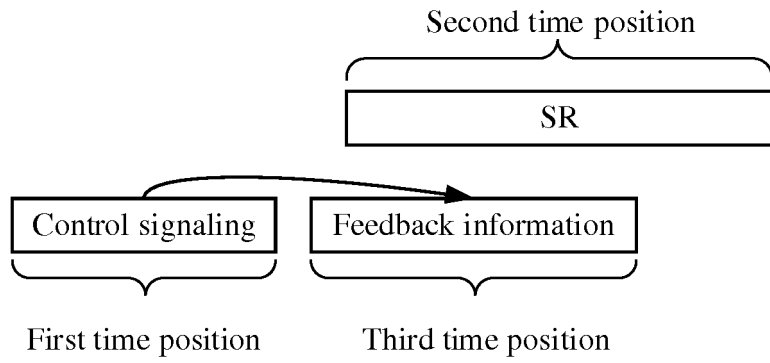 Second time position
SR
Control signaling
Feedback information
First time position
Third time position